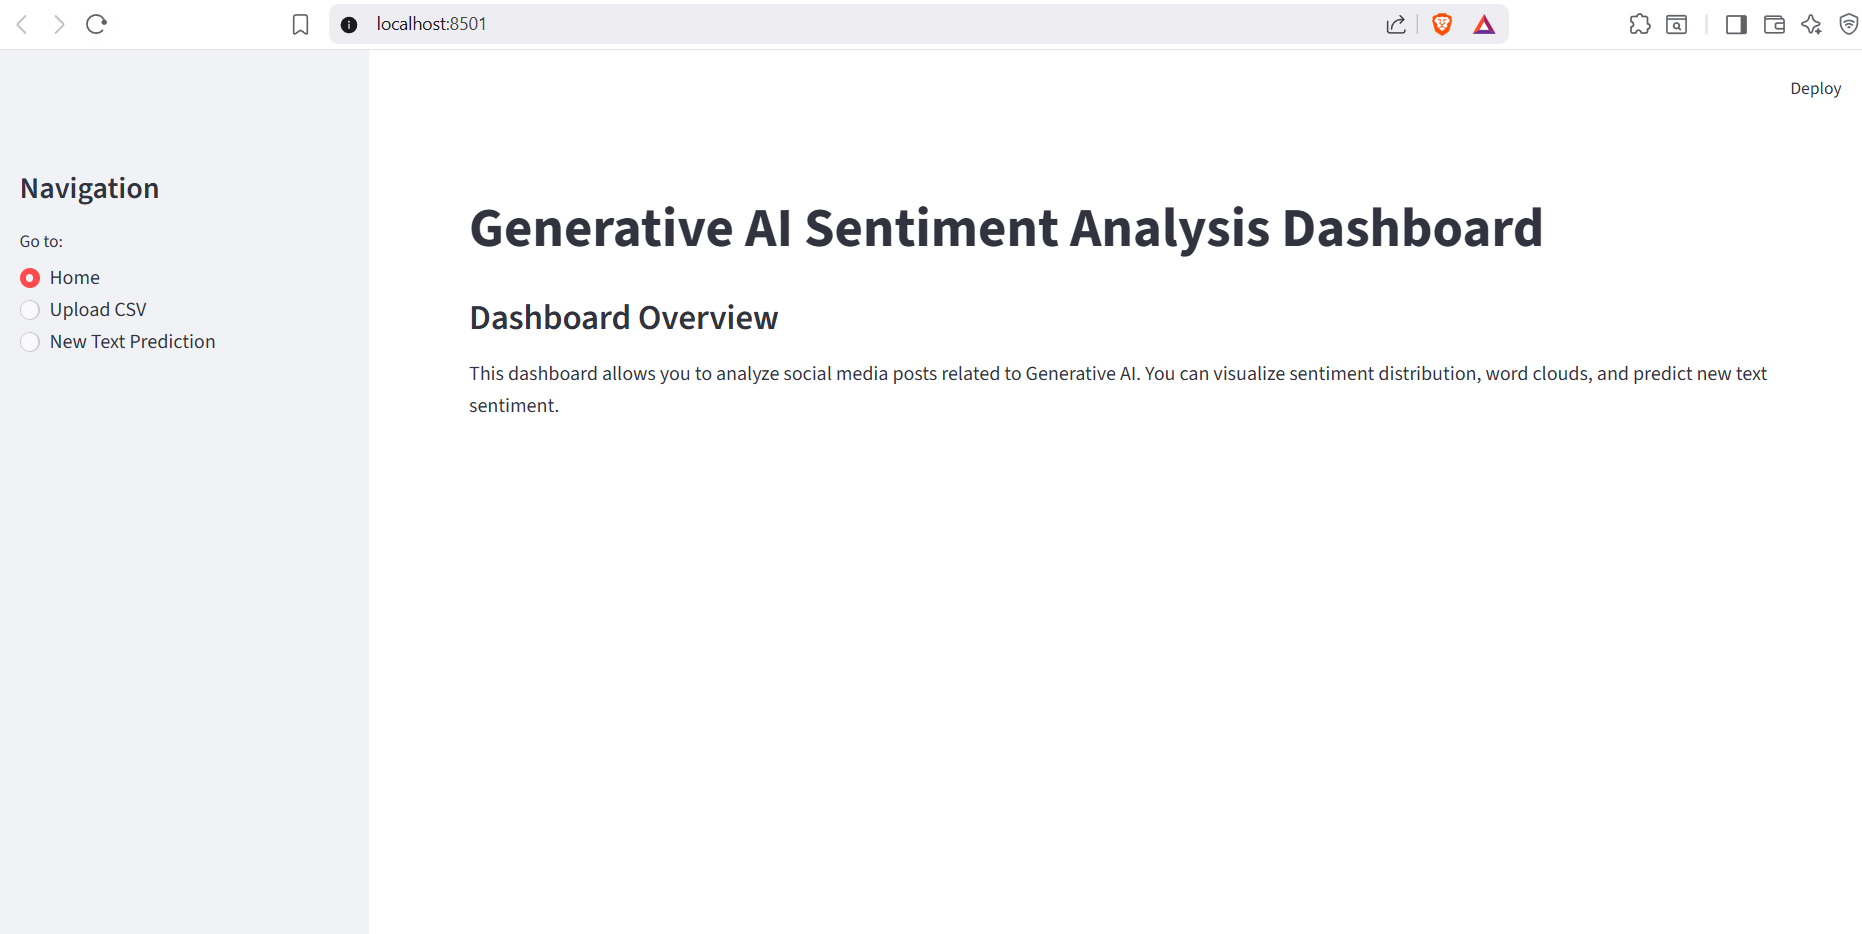 localhost:8501
Deploy
Navigation
Go to:
Home
Upload CSV
New Text Prediction
Generative AI Sentiment Analysis Dashboard
Dashboard Overview
This dashboard allows you to analyze social media posts related to Generative AI. You can visualize sentiment distribution, word clouds, and predict new text
sentiment.